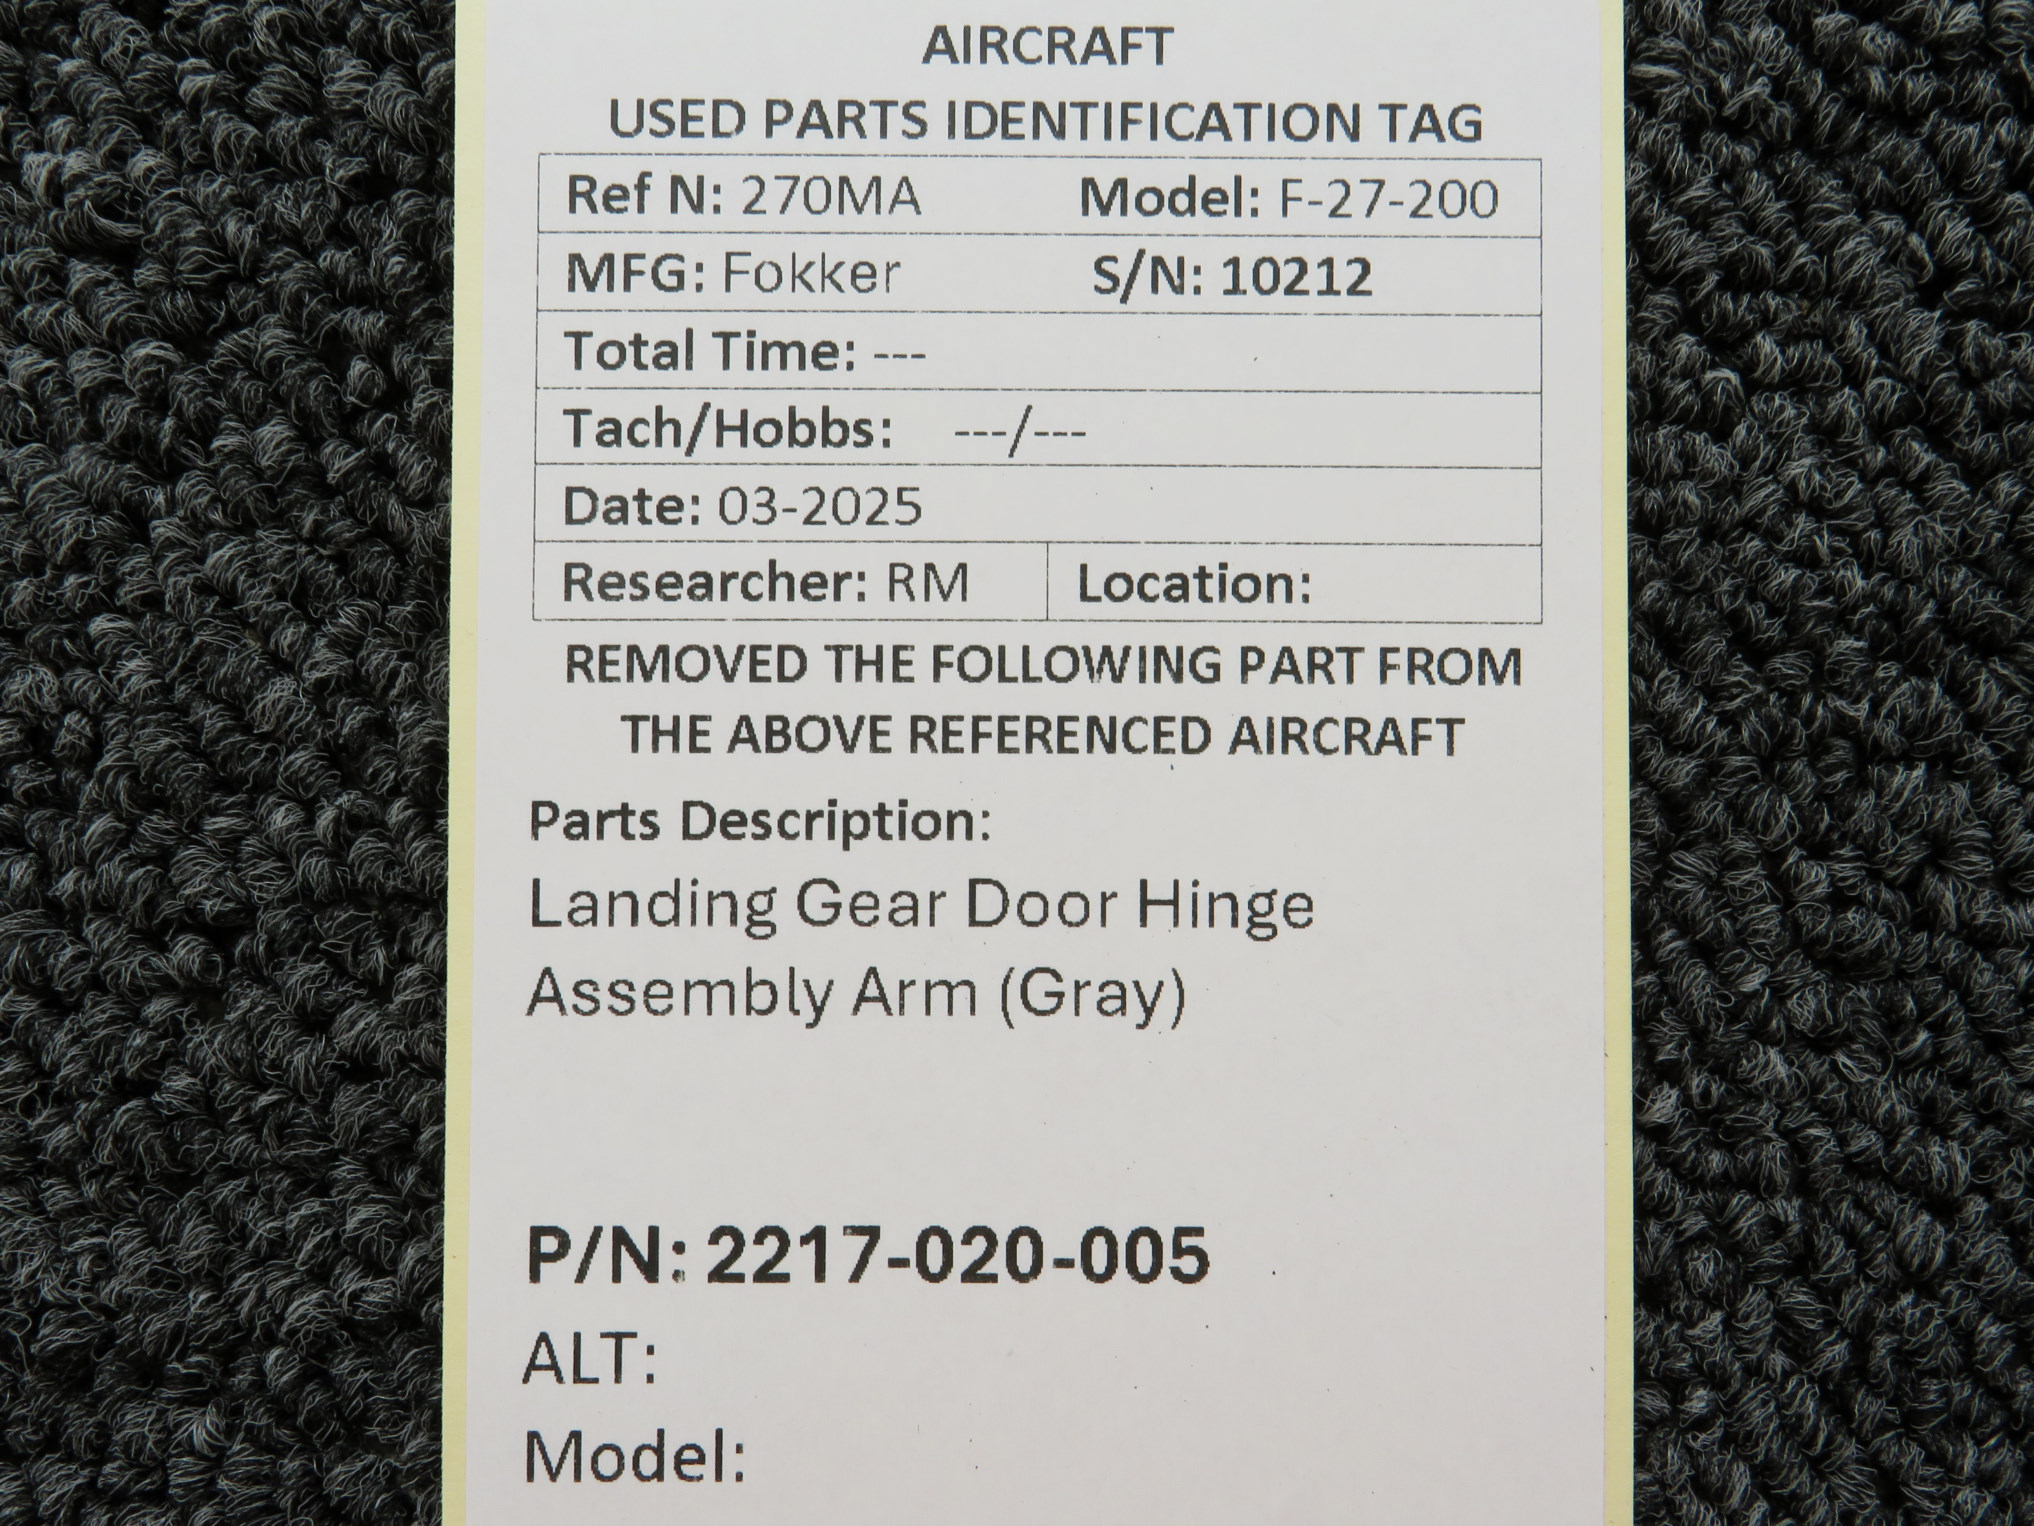 AIRCRAFT
USED PARTS IDENTIFICATION TAG
Ref N: 270MA Model: F-27-200
MFG: Fokker S/N: 10212
Total Time: ---
Tach/Hobbs: ---/---
Date: 03-2025
Researcher: RM Location:
REMOVED THE FOLLOWING PART FROM
THE ABOVE REFERENCED AIRCRAFT
Parts Description:
Landing Gear Door Hinge
Assembly Arm (Gray)
P/N: 2217-020-005
ALT:
Model: